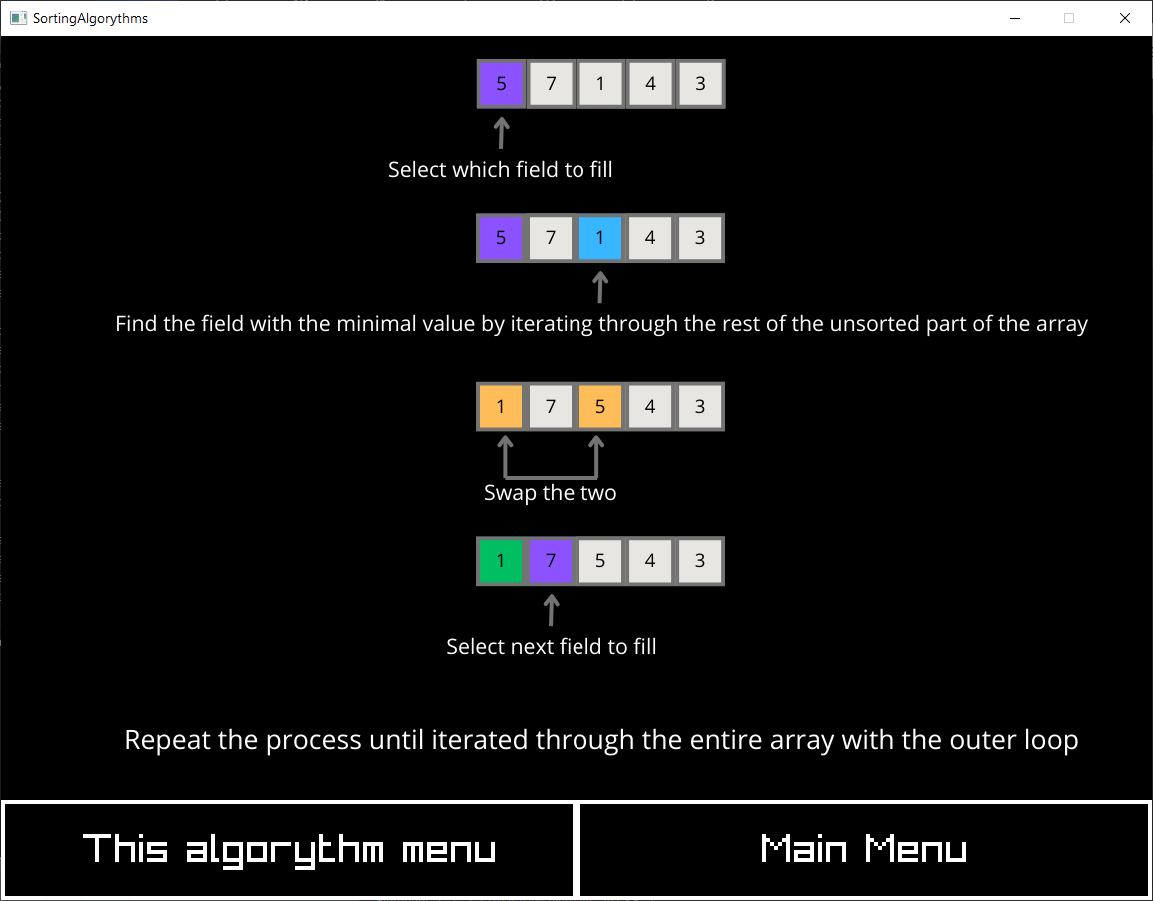 SortingAlgorythms
5 7 1 4 3
Select which field to fill
5 7 1 4 3
Find the field with the minimal value by iterating through the rest of the unsorted part of the array
1 7 5 4 3
Swap the two
1 7 5 4 3
Select next field to fill
Repeat the process until iterated through the entire array with the outer loop
This algorythm menu
Main Menu